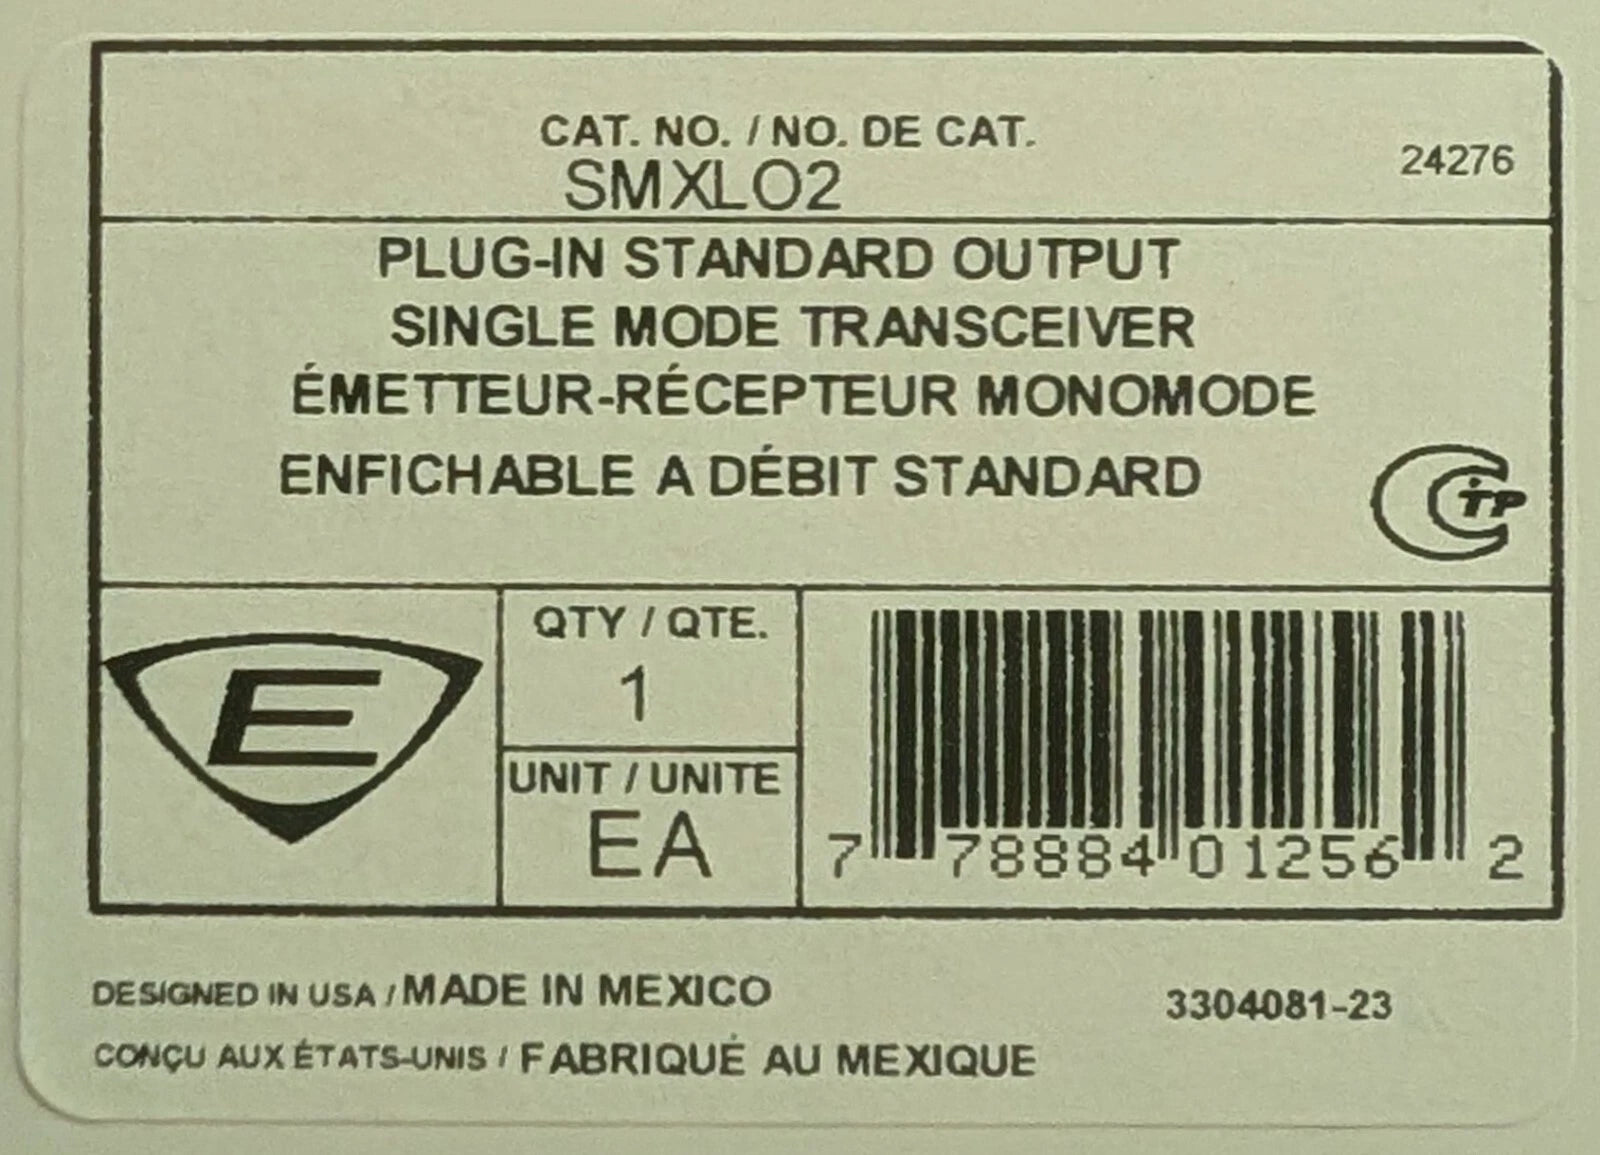 CAT. NO. / NO. DE CAT.
SMXLO2
24276
PLUG-IN STANDARD OUTPUT
SINGLE MODE TRANSCEIVER
ÉMETTEUR-RÉCEPTEUR MONOMODE
ENFICHABLE A DÉBIT STANDARD
CTP
E
QTY / QTE.
1
UNIT / UNITE
EA
7 78884 01256 2
DESIGNED IN USA / MADE IN MEXICO
3304081-23
CONÇU AUX ÉTATS-UNIS / FABRIQUÉ AU MEXIQUE